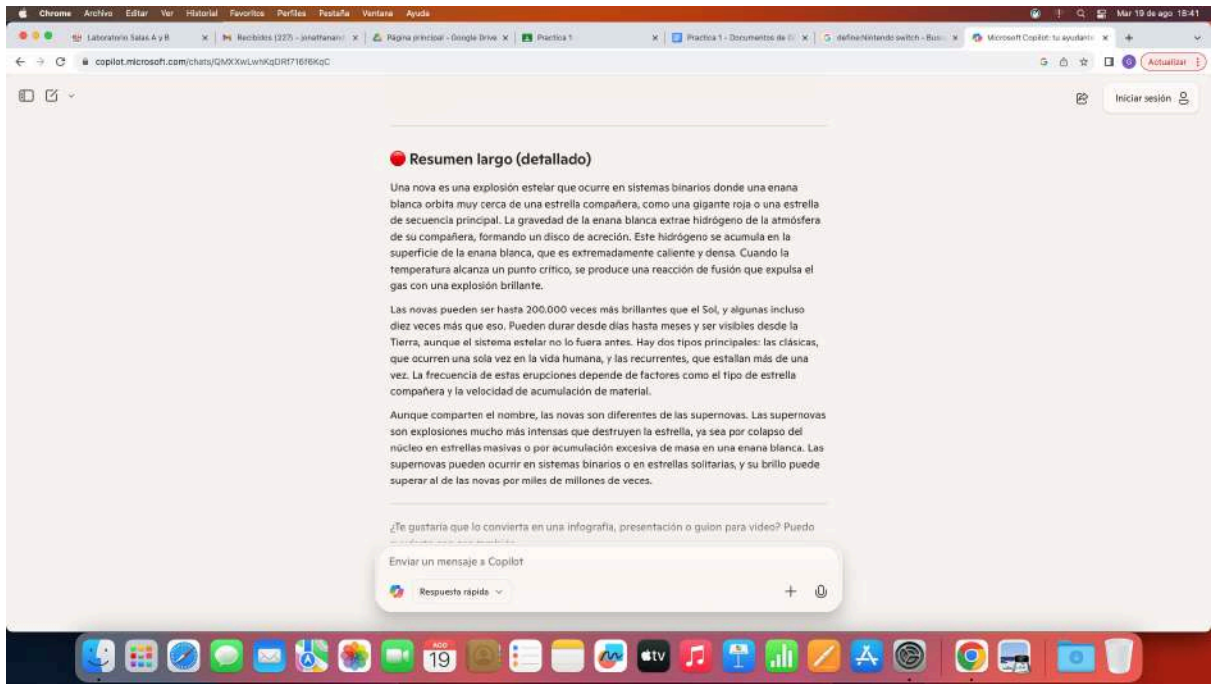 Chrome Archivo Editar Ver Historial Favoritos Perfiles Pestaña Ventana Ayuda
Mar 19 de ago 18:41
Laboratorio Salas A y B
Recibidos (227) -
Página principal - Google Drive
Practica 1
Practica 1 - Documentos de
define:Nintendo switch - Bus
Microsoft Copilot: tu ayudante
copilot.microsoft.com/chats/
Actualizar
Iniciar sesión
Resumen largo (detallado)
Una nova es una explosión estelar que ocurre en sistemas binarios donde una enana
blanca orbita muy cerca de una estrella compañera, como una gigante roja o una estrella
de secuencia principal. La gravedad de la enana blanca extrae hidrógeno de la atmósfera
de su compañera, formando un disco de acreción. Este hidrógeno se acumula en la
superficie de la enana blanca, que es extremadamente caliente y densa. Cuando la
temperatura alcanza un punto crítico, se produce una reacción de fusión que expulsa el
gas con una explosión brillante.
Las novas pueden ser hasta 200.000 veces más brillantes que el Sol, y algunas incluso
diez veces más que eso. Pueden durar desde días hasta meses y ser visibles desde la
Tierra, aunque el sistema estelar no lo fuera antes. Hay dos tipos principales: las clásicas,
que ocurren una sola vez en la vida humana, y las recurrentes, que estallan más de una
vez. La frecuencia de estas erupciones depende de factores como el tipo de estrella
compañera y la velocidad de acumulación de material.
Aunque comparten el nombre, las novas son diferentes de las supernovas. Las supernovas
son explosiones mucho más intensas que destruyen la estrella, ya sea por colapso del
núcleo en estrellas masivas o por acumulación excesiva de masa en una enana blanca. Las
supernovas pueden ocurrir en sistemas binarios o en estrellas solitarias, y su brillo puede
superar al de las novas por miles de millones de veces.
¿Te gustaría que lo convierta en una infografía, presentación o guion para video? Puedo
Enviar un mensaje a Copilot
Respuesta rápida
AGO
19
tv